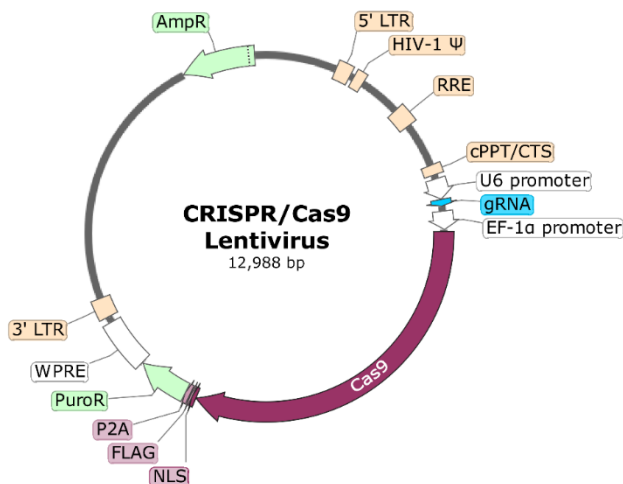 AmpR
5' LTR
HIV-1 Ψ
RRE
cPPT/CTS
U6 promoter
gRNA
EF-1α promoter
CRISPR/Cas9
Lentivirus
12,988 bp
Cas9
3' LTR
WPRE
PuroR
P2A
FLAG
NLS